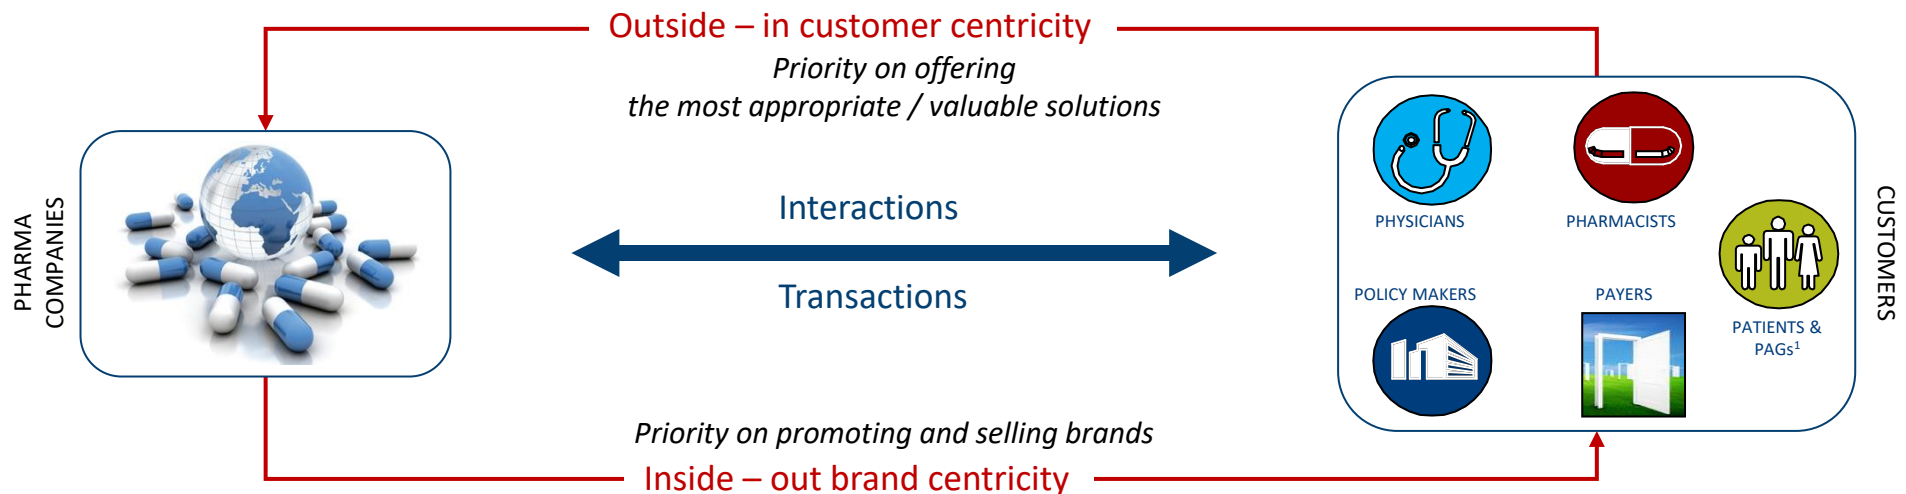 Outside – in customer centricity
Priority on offering
the most appropriate / valuable solutions
PHARMA
COMPANIES
Interactions
Transactions
PHYSICIANS
PHARMACISTS
POLICY MAKERS
PAYERS
PATIENTS &
PAGs¹
CUSTOMERS
Priority on promoting and selling brands
Inside – out brand centricity